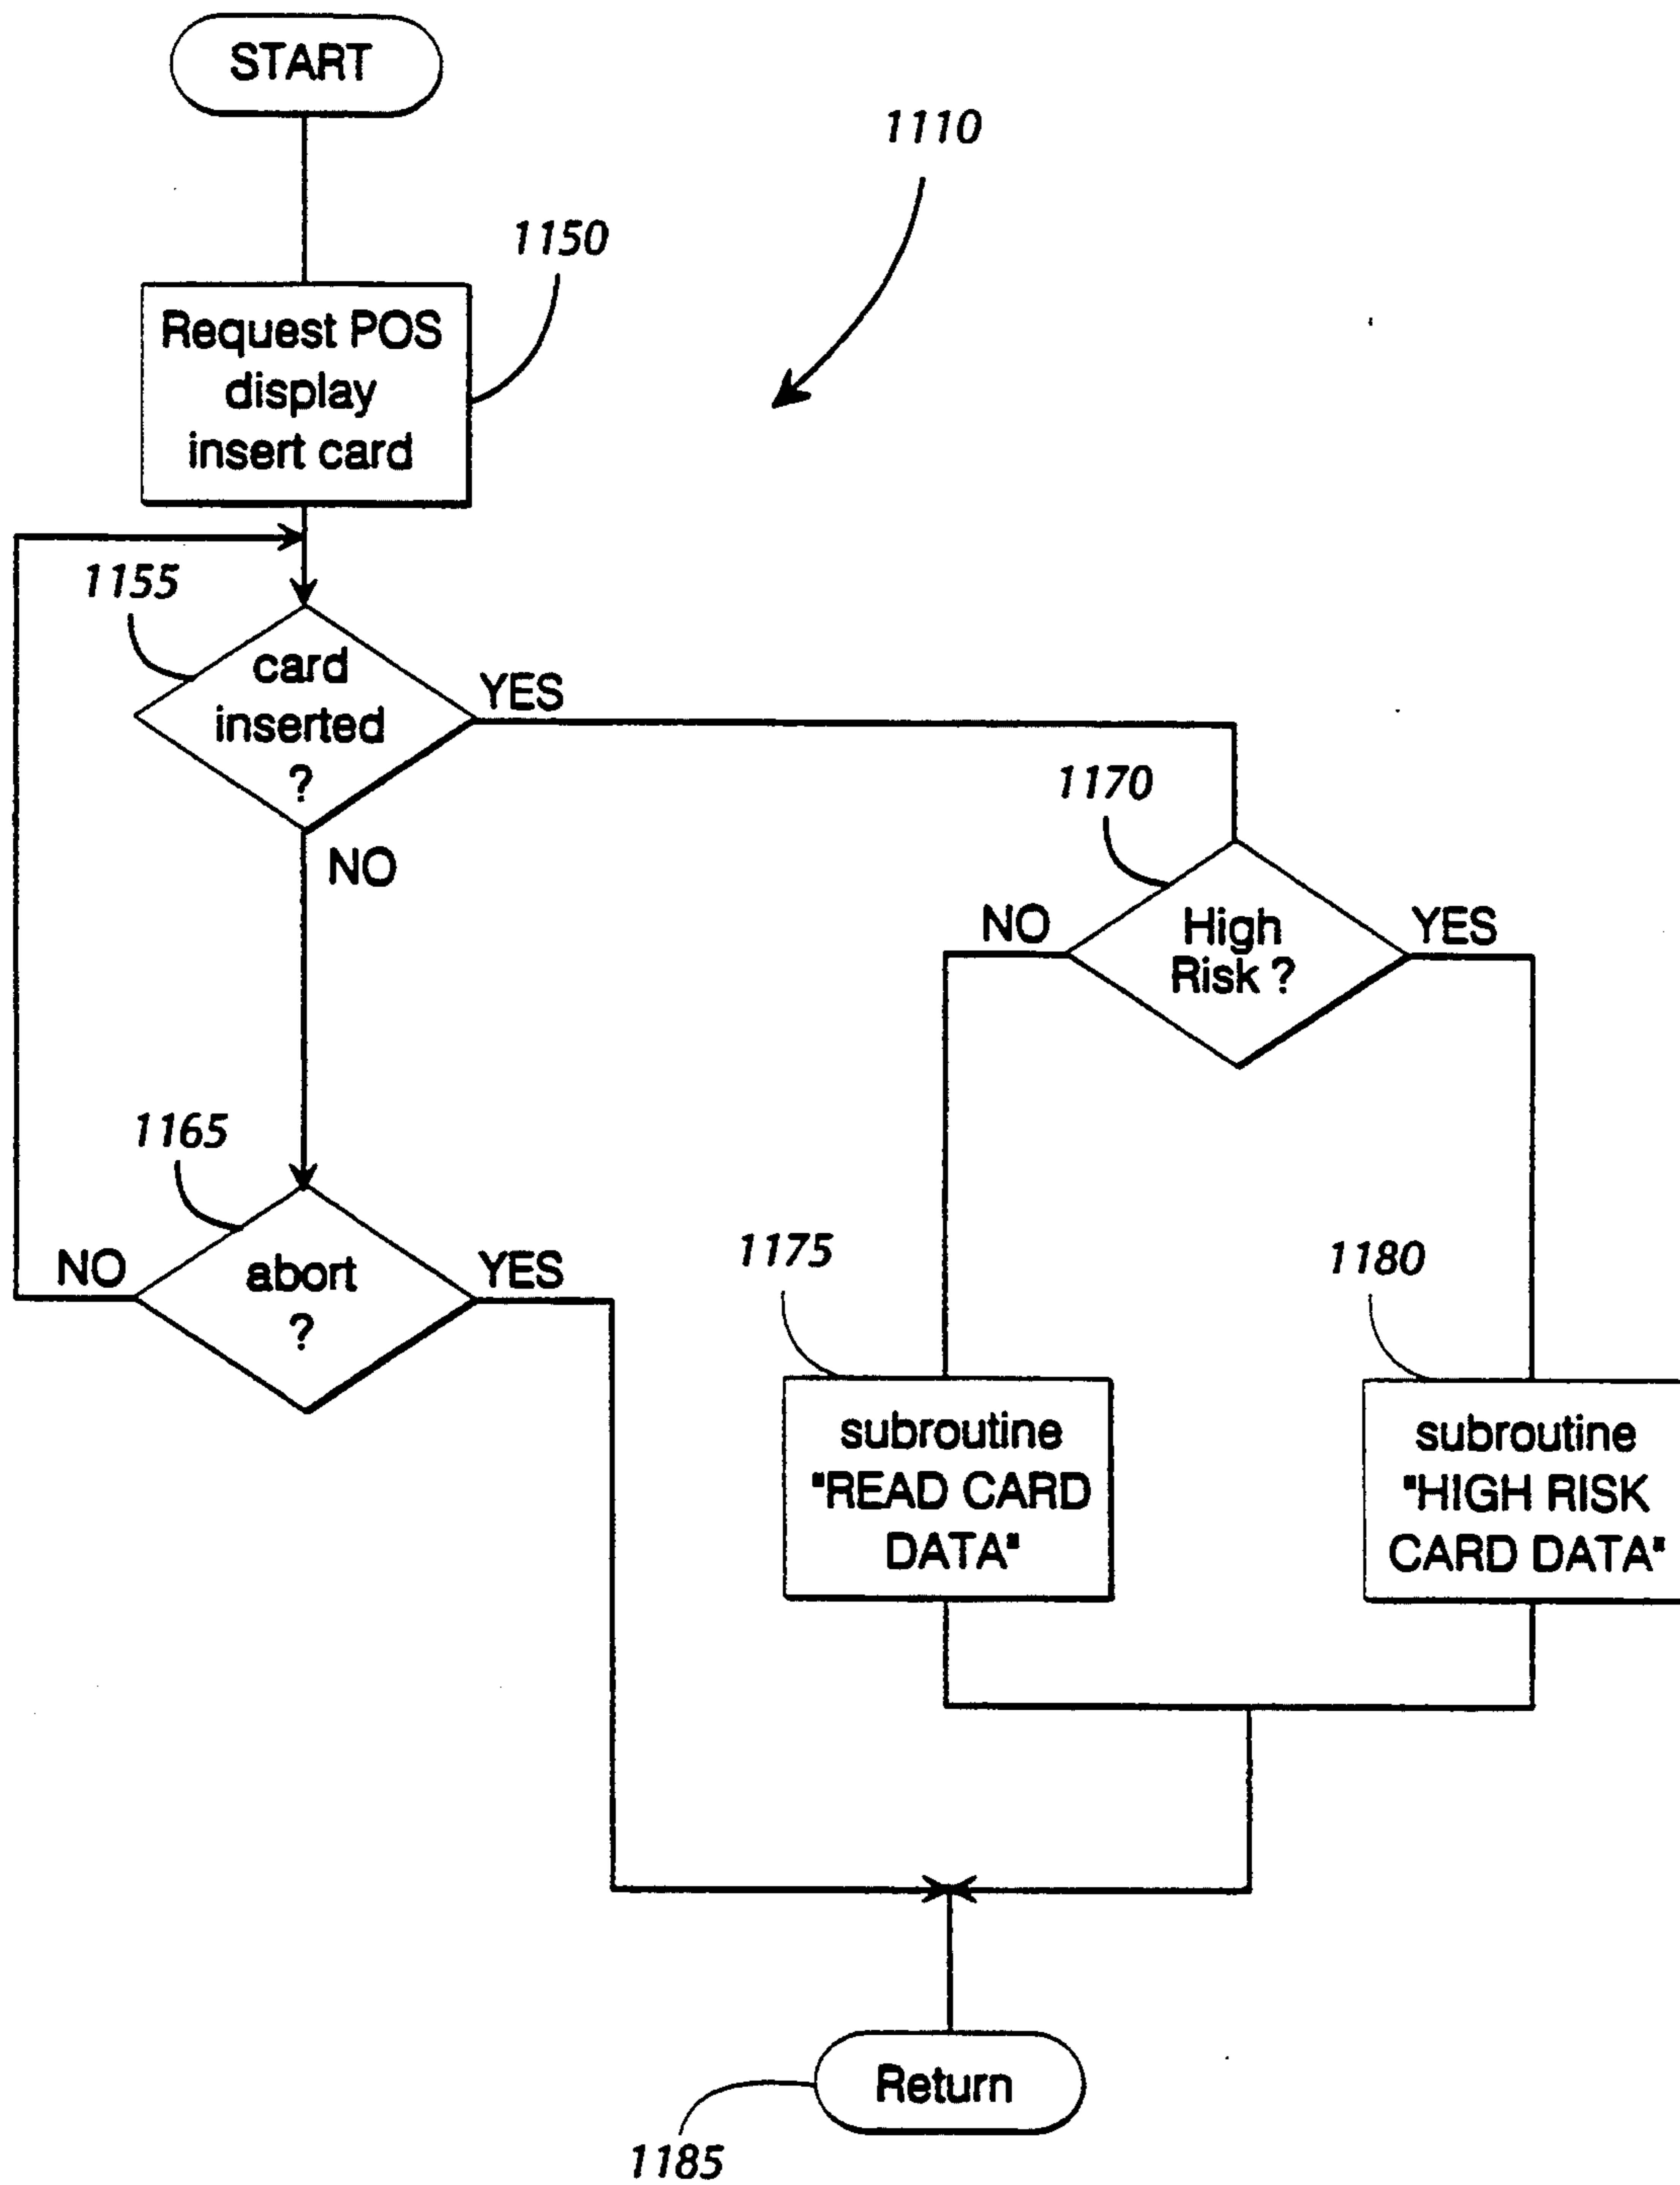 START
1110
1150
Request POS
display
insert card
1155
card
inserted
?
YES
NO
1170
High
Risk ?
NO
YES
1165
abort
?
NO
YES
1175
subroutine
"READ CARD
DATA"
1180
subroutine
"HIGH RISK
CARD DATA"
Return
1185